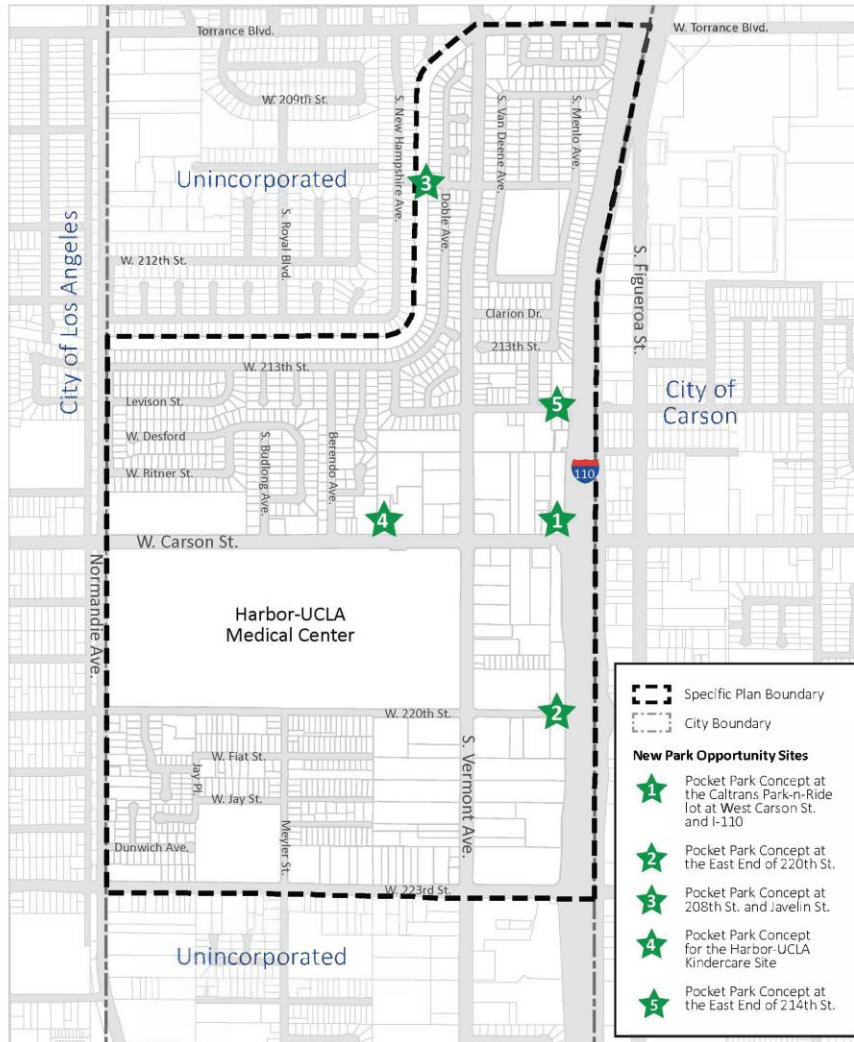 Torrance Blvd.
W. Torrance Blvd.
W. 209th St.
S. New Hampshire Ave.
S. Van Deene Ave.
S. Menlo Ave.
Unincorporated
3
Doble Ave.
S. Royal Blvd.
W. 212th St.
S. Figueroa St.
City of Los Angeles
Clarion Dr.
213th St.
W. 213th St.
City of
Carson
Levison St.
5
W. Desford
S. Budlong Ave.
Berendo Ave.
W. Ritner St.
110
4
1
W. Carson St.
Normandie Ave.
Harbor-UCLA
Medical Center
W. 220th St.
2
S. Vermont Ave.
W. Fiat St.
Jay Pl.
W. Jay St.
Meyler St.
Dunwich Ave.
W. 223rd St.
Unincorporated
Specific Plan Boundary
City Boundary
New Park Opportunity Sites
1
Pocket Park Concept at
the Caltrans Park-n-Ride
lot at West Carson St.
and I-110
2
Pocket Park Concept at
the East End of 220th St.
3
Pocket Park Concept at
208th St. and Javelin St.
4
Pocket Park Concept
for the Harbor-UCLA
Kindercare Site
5
Pocket Park Concept at
the East End of 214th St.